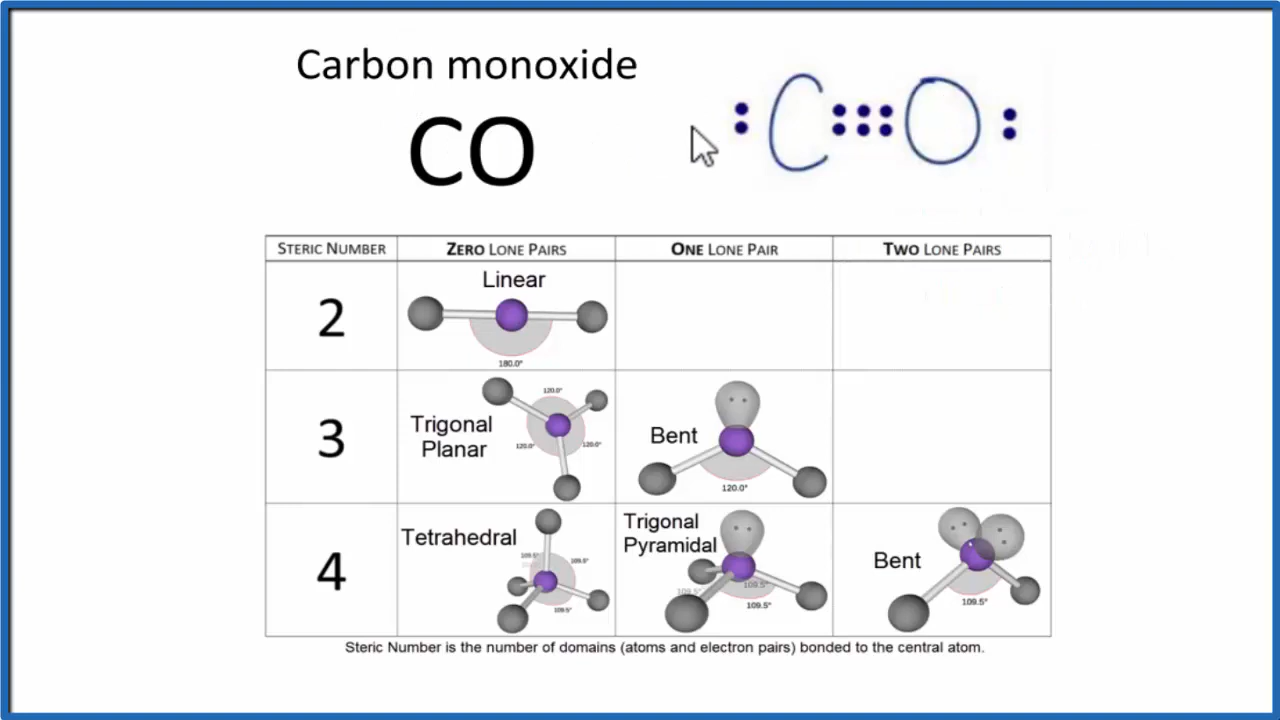 Carbon monoxide
CO
:C:::O:
STERIC NUMBER ZERO LONE PAIRS ONE LONE PAIR TWO LONE PAIRS
2
Linear
180.0°
3
Trigonal
Planar
120.0°
120.0°
120.0°
Bent
120.0°
4
Tetrahedral
109.5°
109.5°
109.5°
Trigonal
Pyramidal
109.5°
109.5°
109.5°
Bent
109.5°
Steric Number is the number of domains (atoms and electron pairs) bonded to the central atom.